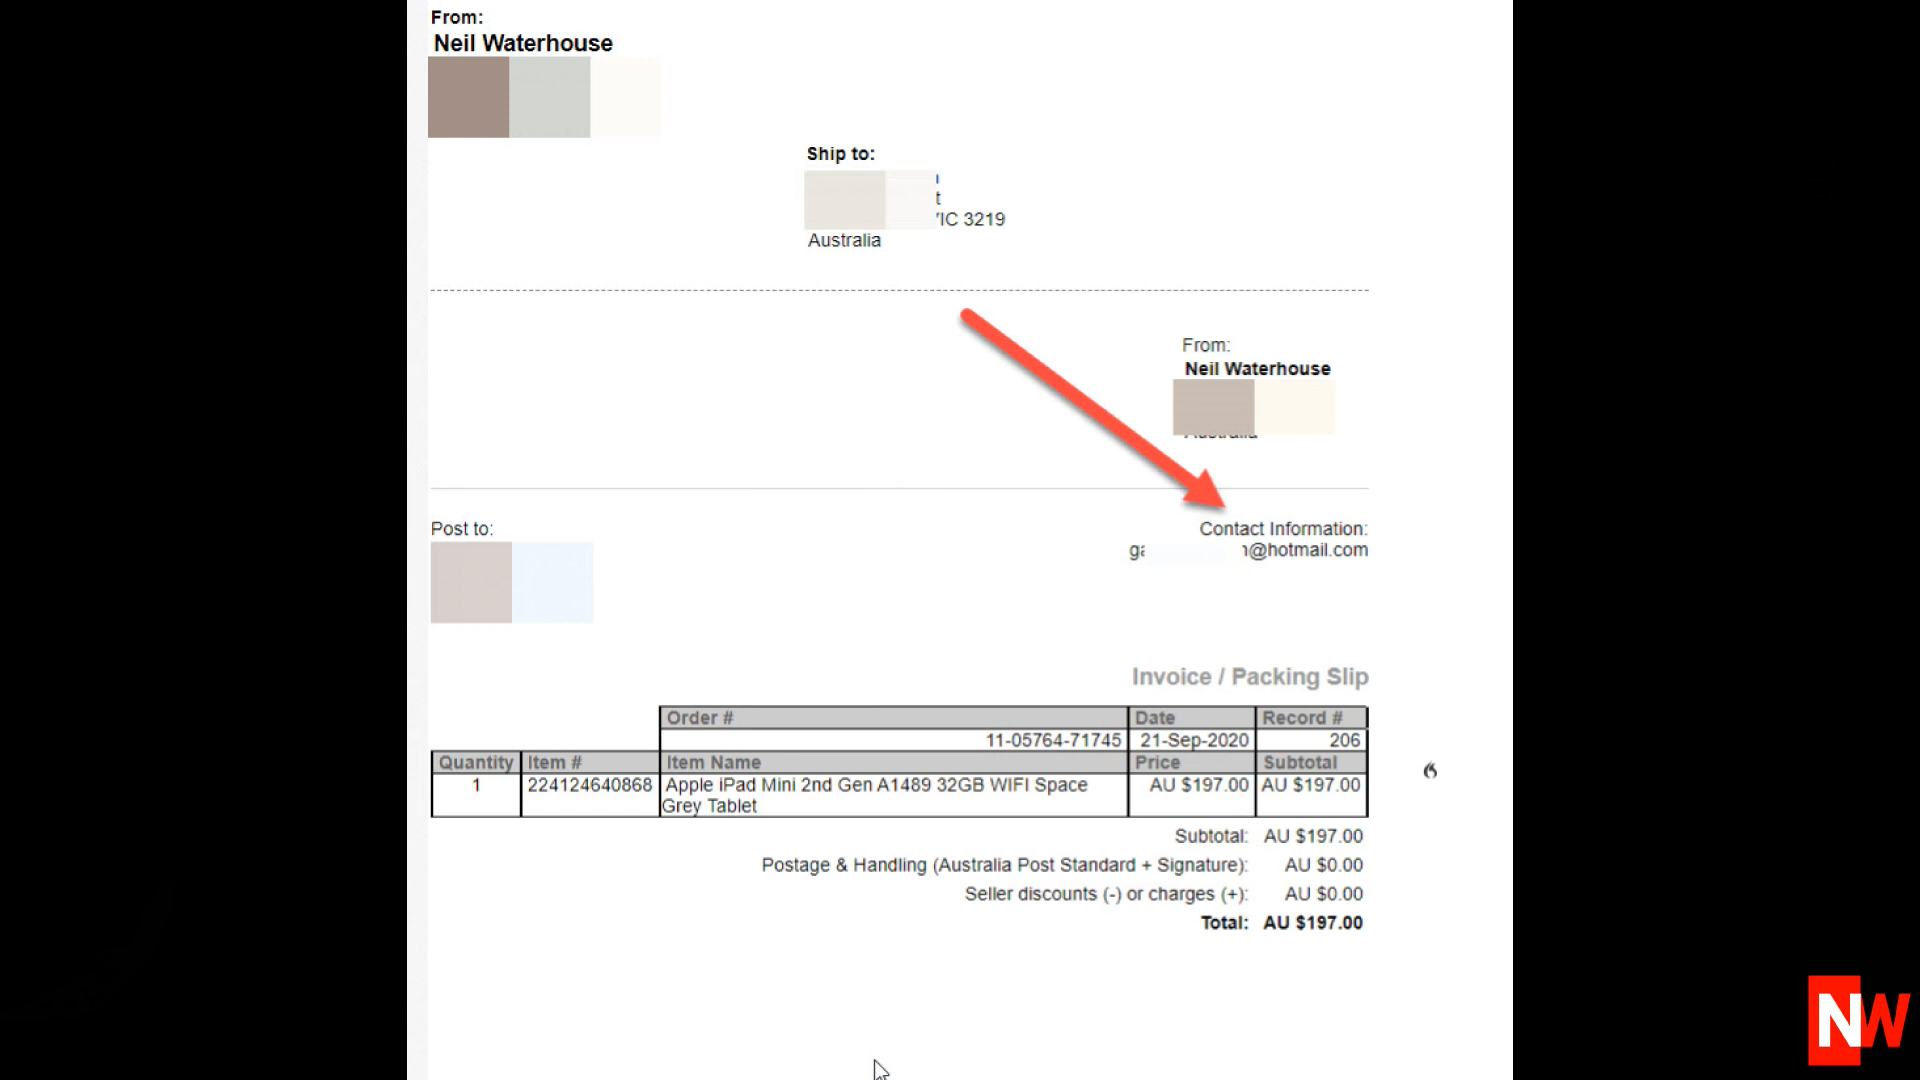 From:
Neil Waterhouse
Ship to:
IC 3219
Australia
From:
Neil Waterhouse
Australia
Post to:
Contact Information:
ga n@hotmail.com
Invoice / Packing Slip
Order # Date Record #
11-05764-71745 21-Sep-2020 206
Quantity Item # Item Name Price Subtotal
1 224124640868 Apple iPad Mini 2nd Gen A1489 32GB WIFI Space AU $197.00 AU $197.00
Grey Tablet
Subtotal: AU $197.00
Postage & Handling (Australia Post Standard + Signature): AU $0.00
Seller discounts (-) or charges (+): AU $0.00
Total: AU $197.00
NW